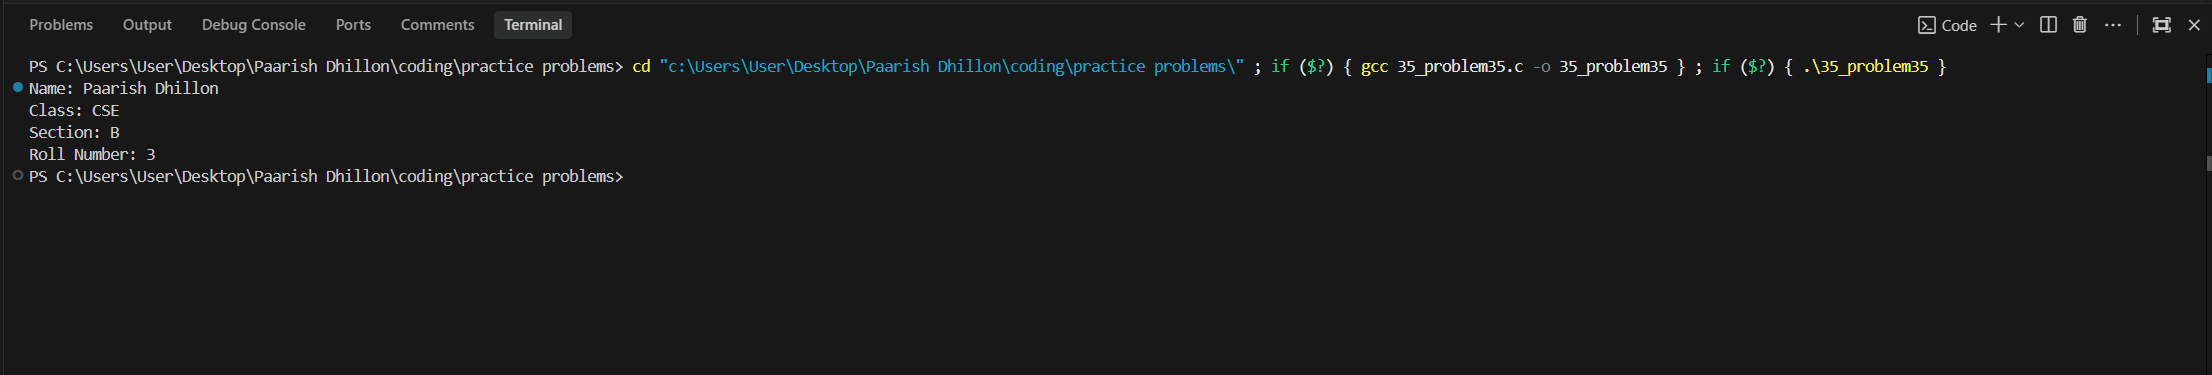 Problems Output Debug Console Ports Comments Terminal Code
PS C:\Users\User\Desktop\Paarish Dhillon\coding\practice problems> cd "c:\Users\User\Desktop\Paarish Dhillon\coding\practice problems\" ; if ($?) { gcc 35_problem35.c -o 35_problem35 } ; if ($?) { .\35_problem35 }
Name: Paarish Dhillon
Class: CSE
Section: B
Roll Number: 3
PS C:\Users\User\Desktop\Paarish Dhillon\coding\practice problems>